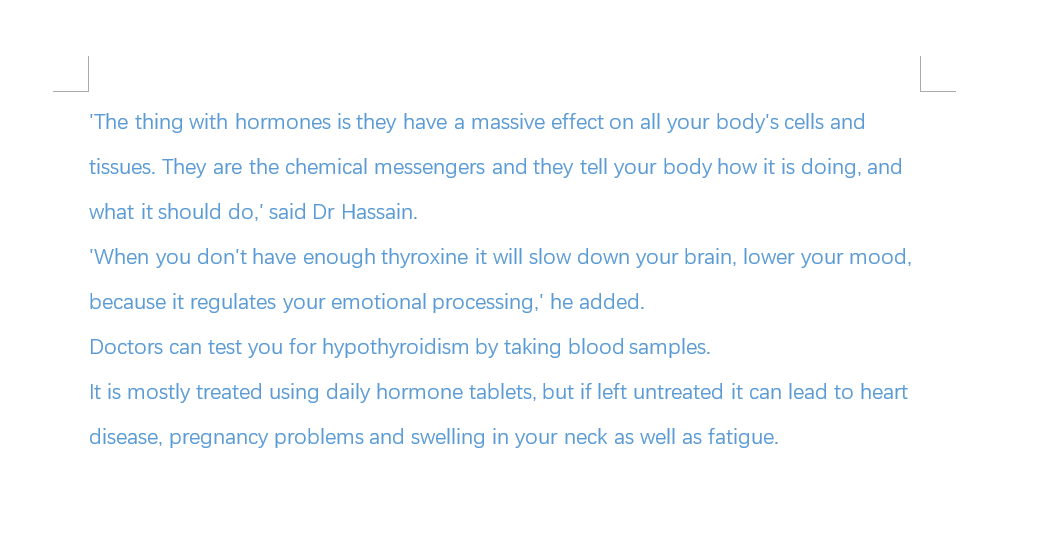 'The thing with hormones is they have a massive effect on all your body's cells and
tissues. They are the chemical messengers and they tell your body how it is doing, and
what it should do,' said Dr Hassain.
'When you don't have enough thyroxine it will slow down your brain, lower your mood,
because it regulates your emotional processing,' he added.
Doctors can test you for hypothyroidism by taking blood samples.
It is mostly treated using daily hormone tablets, but if left untreated it can lead to heart
disease, pregnancy problems and swelling in your neck as well as fatigue.